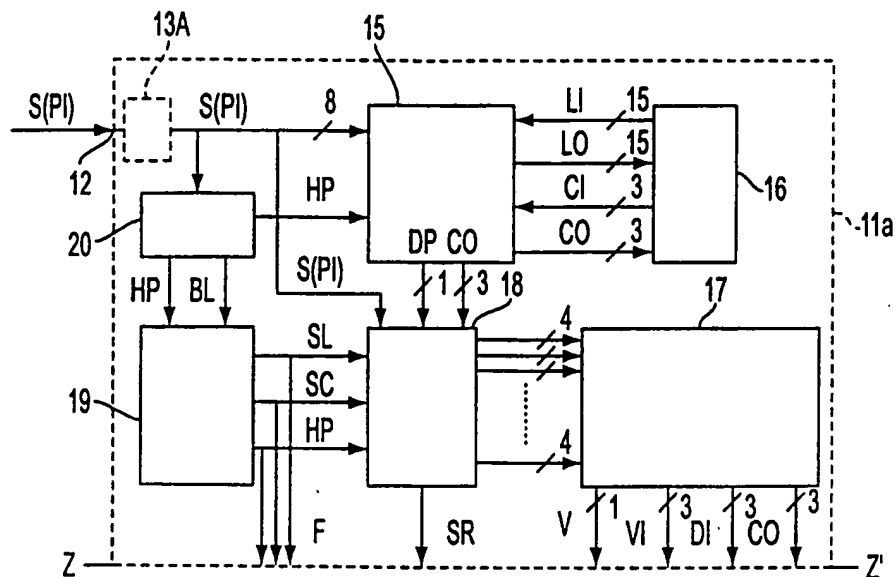 13A
15
S(PI)
S(PI)
8
LI
15
LO
15
12
HP
CI
3
16
CO
3
11a
20
DP
CO
S(PI)
1
3
18
17
HP
BL
4
SL
SC
19
HP
4
F
SR
V
1
VI
3
DI
3
CO
3
Z
Z'